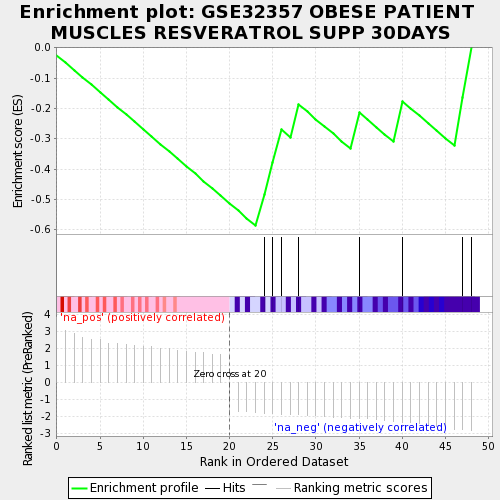 Enrichment plot: GSE32357 OBESE PATIENT
MUSCLES RESVERATROL SUPP 30DAYS
Enrichment score (ES)
0.0
-0.1
-0.2
-0.3
-0.4
-0.5
-0.6
'na_pos' (positively correlated)
Zero cross at 20
'na_neg' (negatively correlated)
Ranked list metric (PreRanked)
4
3
2
1
0
-1
-2
-3
0 5 10 15 20 25 30 35 40 45 50
Rank in Ordered Dataset
Enrichment profile Hits Ranking metric scores